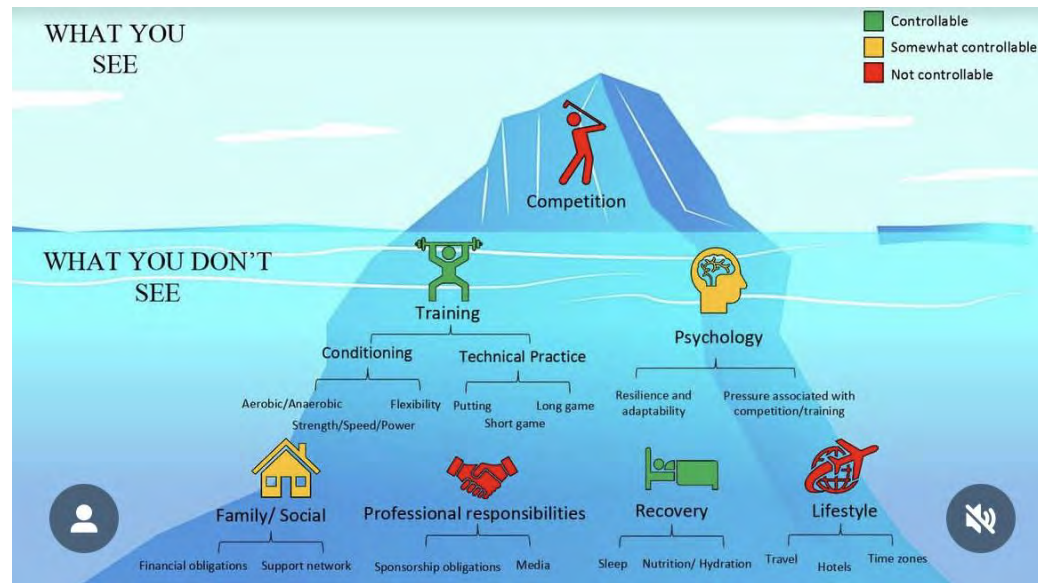 WHAT YOU
SEE
Controllable
Somewhat controllable
Not controllable
Competition
WHAT YOU DON'T
SEE
Training
Psychology
Conditioning
Technical Practice
Aerobic/Anaerobic
Flexibility
Strength/Speed/Power
Putting
Long game
Short game
Resilience and
adaptability
Pressure associated with
competition/training
Family/ Social
Professional responsibilities
Recovery
Lifestyle
Financial obligations
Support network
Sponsorship obligations
Media
Sleep
Nutrition/ Hydration
Travel
Hotels
Time zones